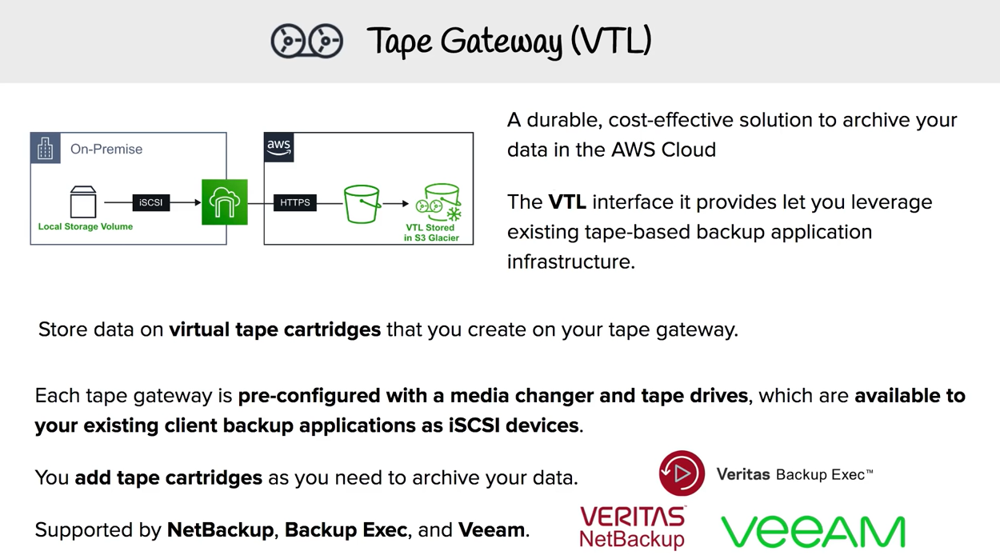 Tape Gateway (VTL)
On-Premise
iSCSI
Local Storage Volume
aws
HTTPS
VTL Stored
in S3 Glacier
A durable, cost-effective solution to archive your
data in the AWS Cloud
The VTL interface it provides let you leverage
existing tape-based backup application
infrastructure.
Store data on virtual tape cartridges that you create on your tape gateway.
Each tape gateway is pre-configured with a media changer and tape drives, which are available to
your existing client backup applications as iSCSI devices.
You add tape cartridges as you need to archive your data.
Veritas Backup Exec™
Supported by NetBackup, Backup Exec, and Veeam.
VERITAS™
NetBackup
veeAM